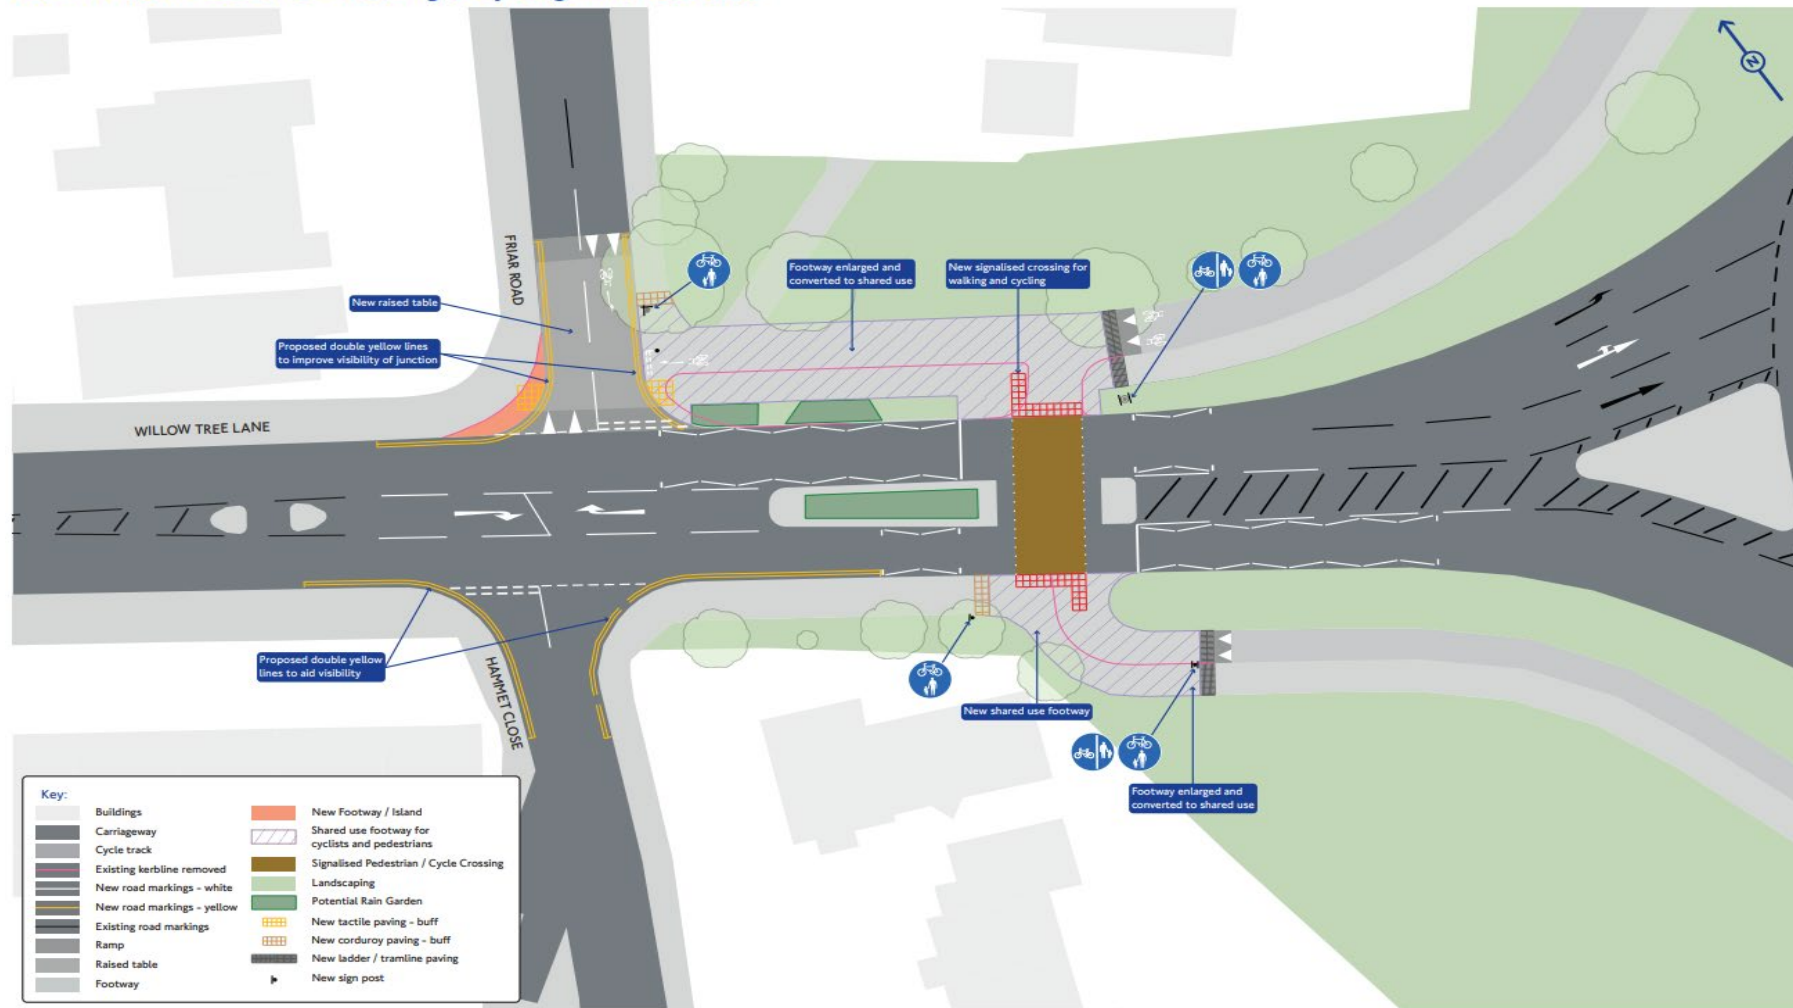 N
FRIAR ROAD
New raised table
Proposed double yellow lines
to improve visibility of junction
Footway enlarged and
converted to shared use
New signalised crossing for
walking and cycling
WILLOW TREE LANE
Proposed double yellow
lines to aid visibility
HAMMET CLOSE
New shared use footway
Footway enlarged and
converted to shared use
Key:
Buildings
Carriageway
Cycle track
Existing kerbline removed
New road markings - white
New road markings - yellow
Existing road markings
Ramp
Raised table
Footway
New Footway / Island
Shared use footway for
cyclists and pedestrians
Signalised Pedestrian / Cycle Crossing
Landscaping
Potential Rain Garden
New tactile paving - buff
New corduroy paving - buff
New ladder / tramline paving
New sign post